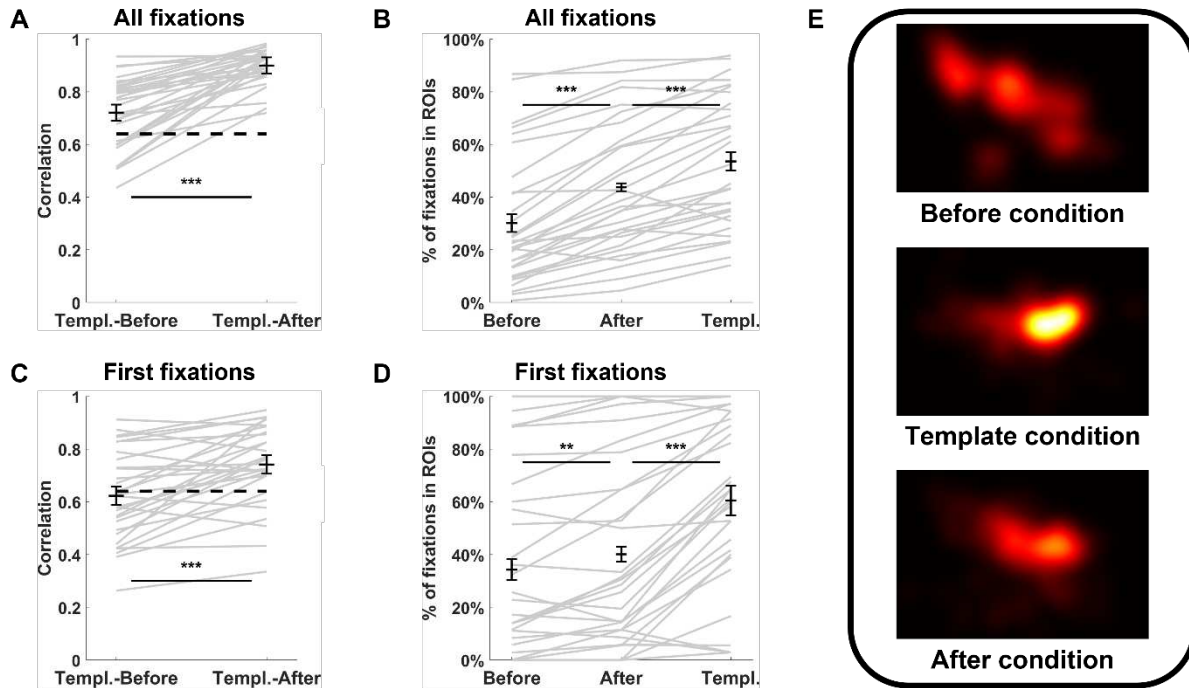 A
All fixations
1
0.8
0.6
0.4
0.2
0
Correlation
***
Templ.-Before
Templ.-After
B
All fixations
100%
80%
60%
40%
20%
0%
% of fixations in ROIs
***
***
Before
After
Templ.
C
First fixations
1
0.8
0.6
0.4
0.2
0
Correlation
***
Templ.-Before
Templ.-After
D
First fixations
100%
80%
60%
40%
20%
0%
% of fixations in ROIs
**
***
Before
After
Templ.
E
Before condition
Template condition
After condition